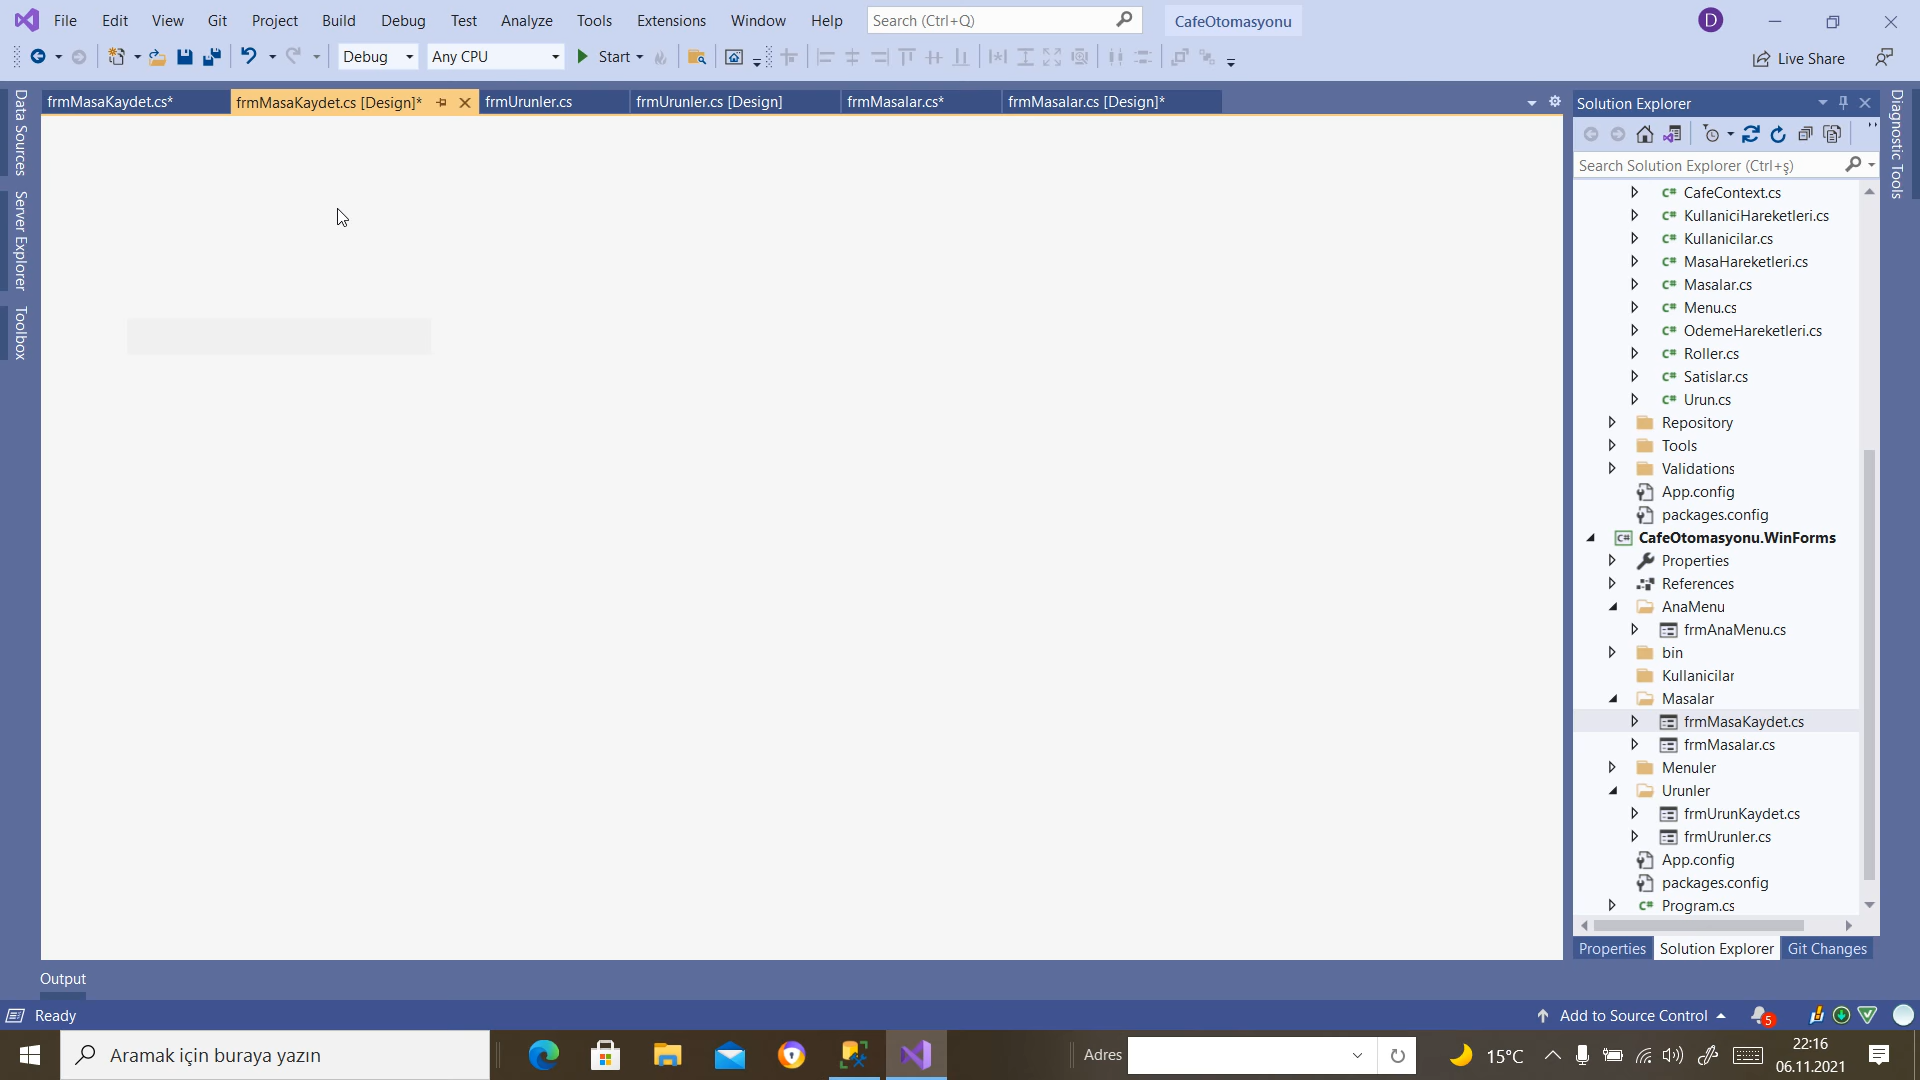 File Edit View Git Project Build Debug Test Analyze Tools Extensions Window Help Search (Ctrl+Q) CafeOtomasyonu D
Debug Any CPU Start Live Share
frmMasaKaydet.cs* frmMasaKaydet.cs [Design]* frmUrunler.cs frmUrunler.cs [Design] frmMasalar.cs* frmMasalar.cs [Design]*
Data Sources
Server Explorer
Toolbox
Solution Explorer
Search Solution Explorer (Ctrl+ş)
C# CafeContext.cs
C# KullaniciHareketleri.cs
C# Kullanicilar.cs
C# MasaHareketleri.cs
C# Masalar.cs
C# Menu.cs
C# OdemeHareketleri.cs
C# Roller.cs
C# Satislar.cs
C# Urun.cs
Repository
Tools
Validations
App.config
packages.config
C# CafeOtomasyonu.WinForms
Properties
References
AnaMenu
frmAnaMenu.cs
bin
Kullanicilar
Masalar
frmMasaKaydet.cs
frmMasalar.cs
Menuler
Urunler
frmUrunKaydet.cs
frmUrunler.cs
App.config
packages.config
C# Program.cs
Properties Solution Explorer Git Changes
Diagnostic Tools
Output
Ready Add to Source Control 5
Aramak için buraya yazın Adres 15°C 22:16
06.11.2021